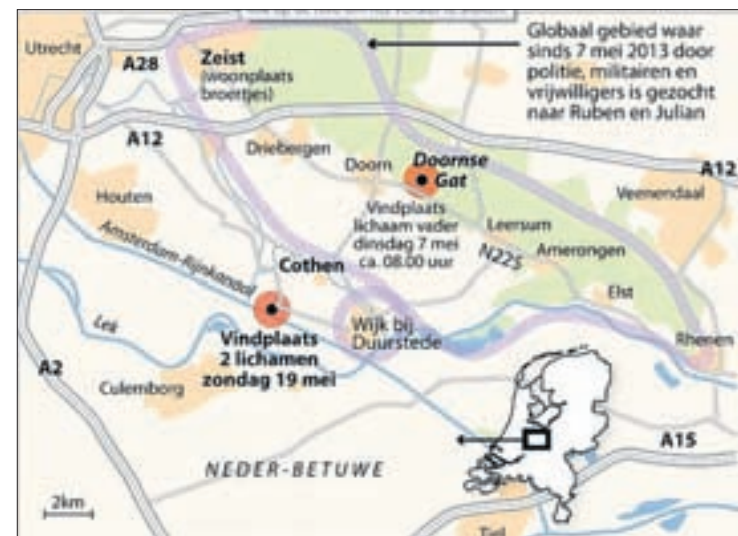 Globaal gebied waar
sinds 7 mei 2013 door
politie, militairen en
vrijwilligers is gezocht
naar Ruben en Julian
Utrecht
A28
Zeist
(woonplaats
broertjes)
A12
Driebergen
Doorn
Doornse
Gat
A12
Veenendaal
Houten
Vindplaats
lichaam vader
dinsdag 7 mei
ca. 08.00 uur
Leersum
N225
Amerongen
Amsterdam-Rijnkanaal
Cothen
Elst
Lek
Vindplaats
2 lichamen
zondag 19 mei
Wijk bij
Duurstede
Rhenen
A2
Culemborg
A15
NEDER-BETUWE
2km
Tiel